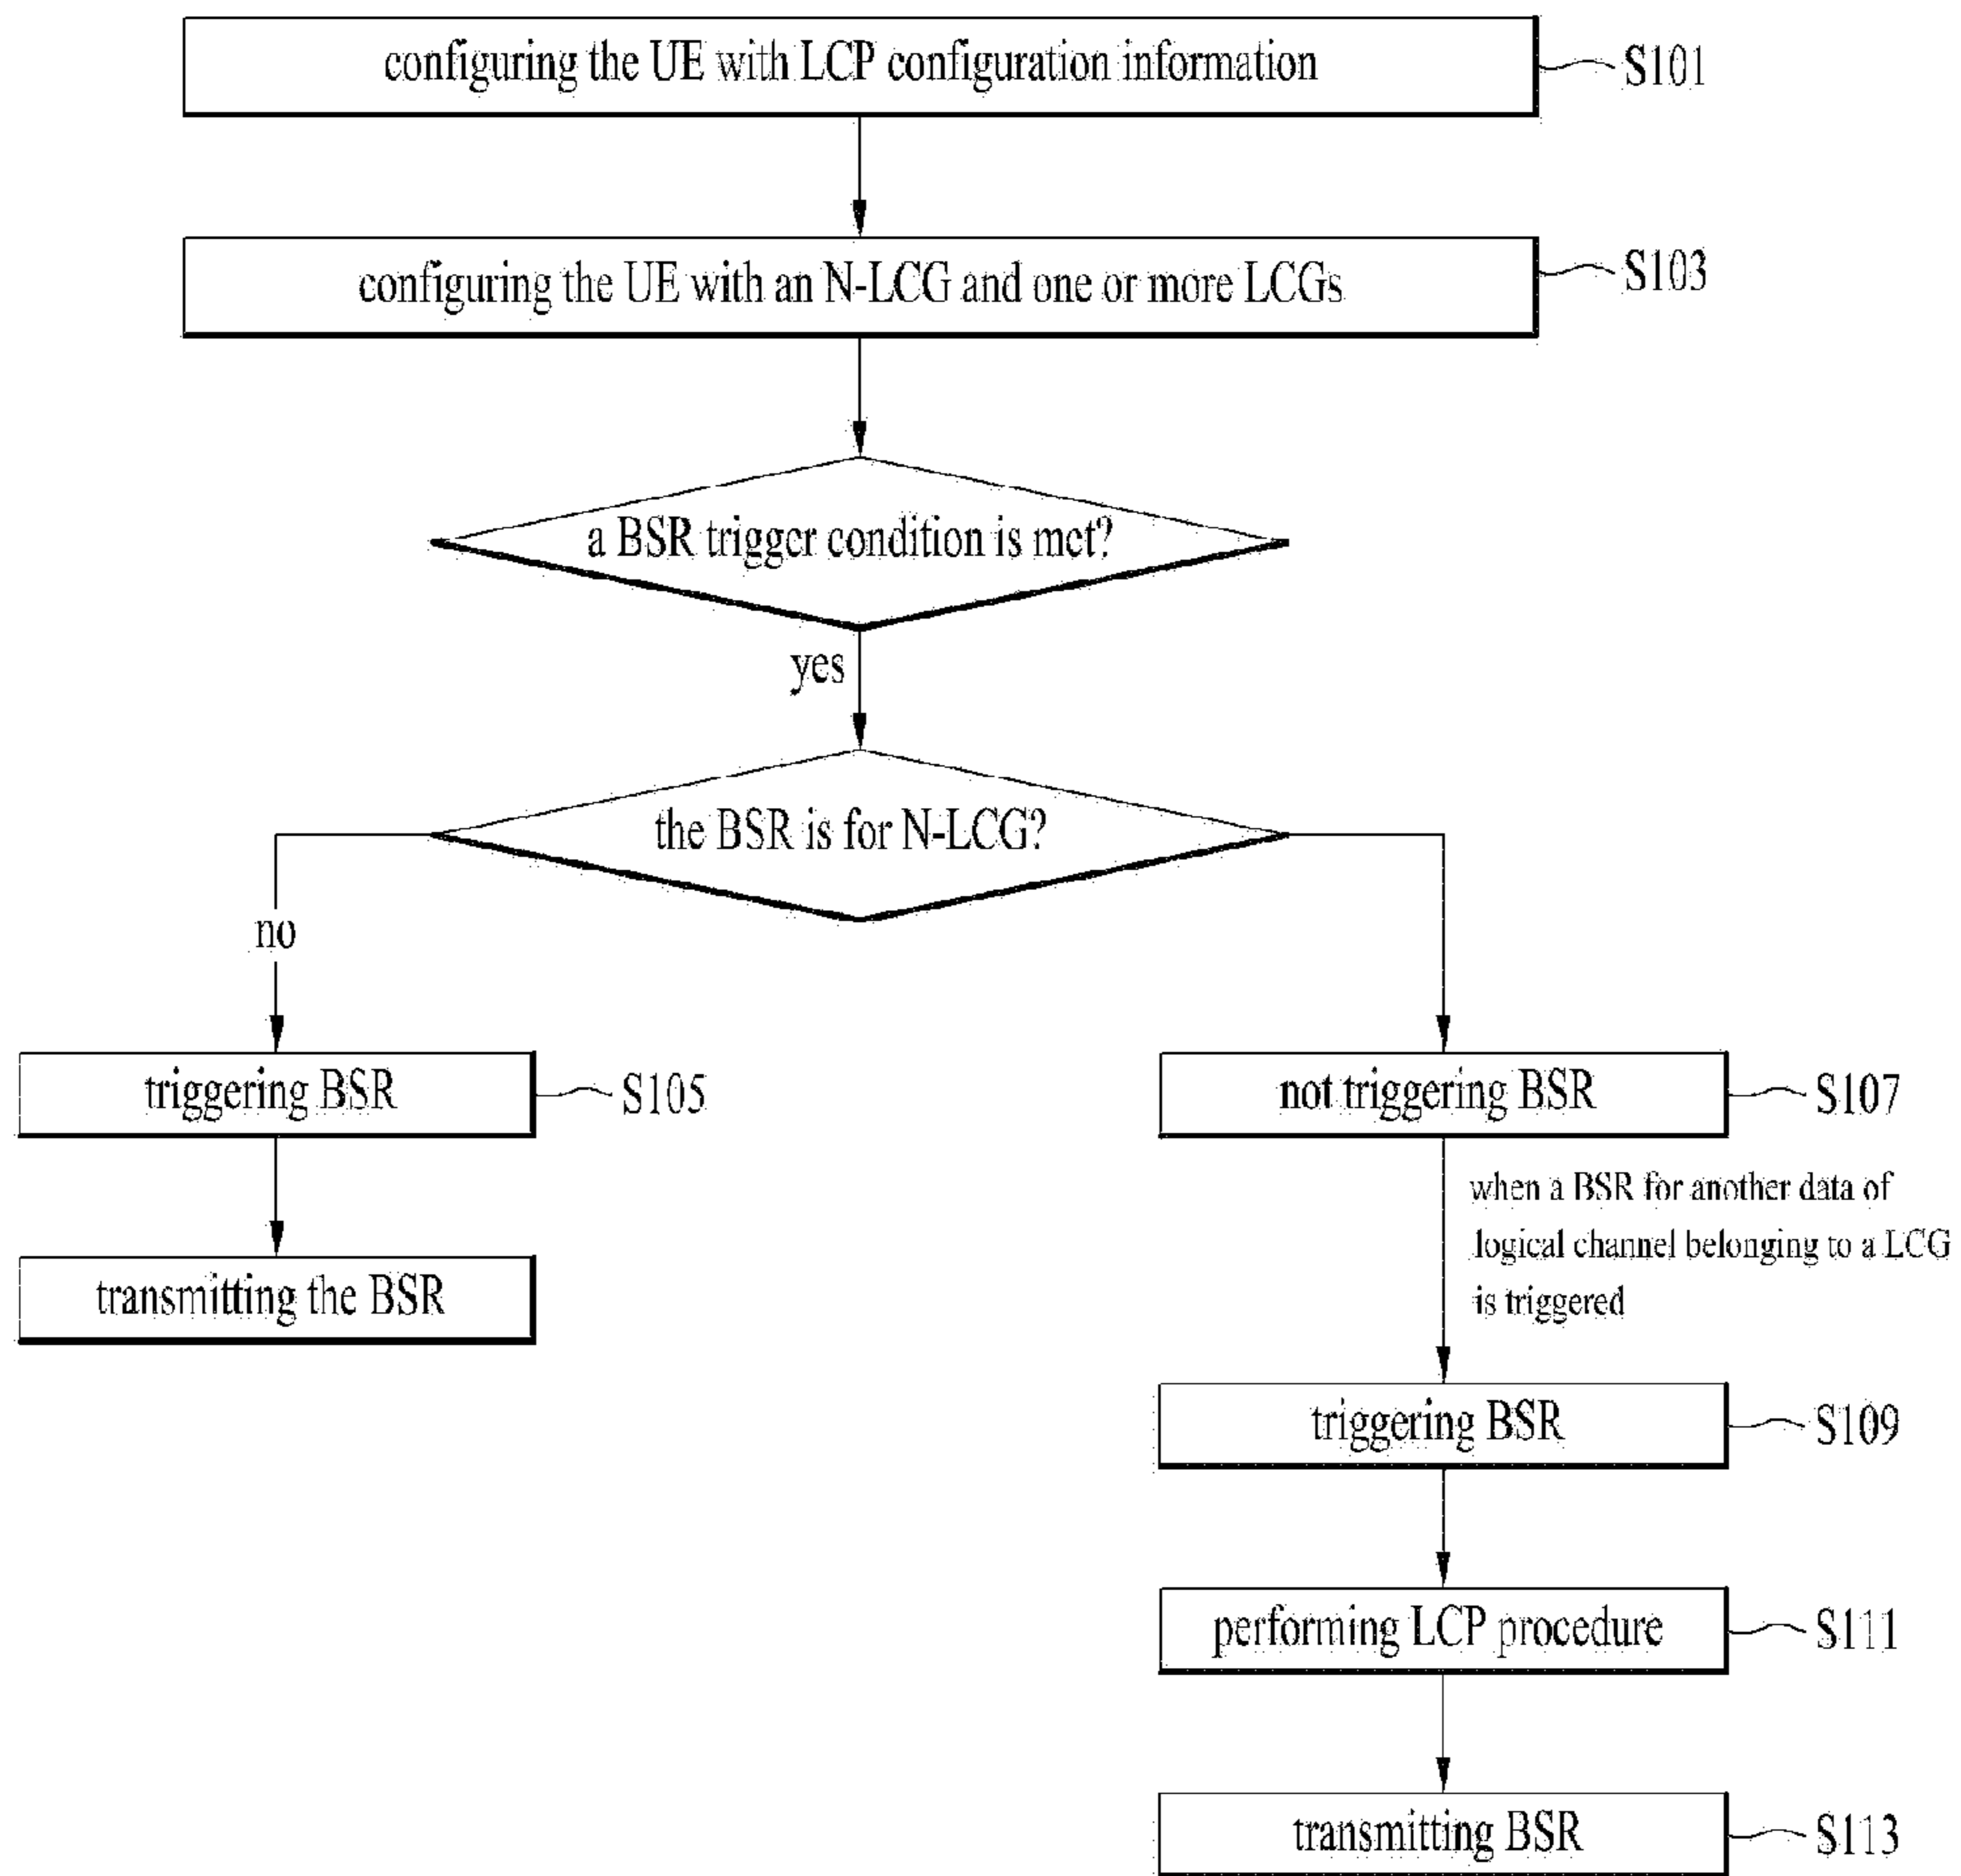 configuring the UE with LCP configuration information
S101
configuring the UE with an N-LCG and one or more LCGs
S103
a BSR trigger condition is met?
yes
the BSR is for N-LCG?
no
triggering BSR
S105
not triggering BSR
S107
when a BSR for another data of
logical channel belonging to a LCG
is triggered
transmitting the BSR
triggering BSR
S109
performing LCP procedure
S111
transmitting BSR
S113